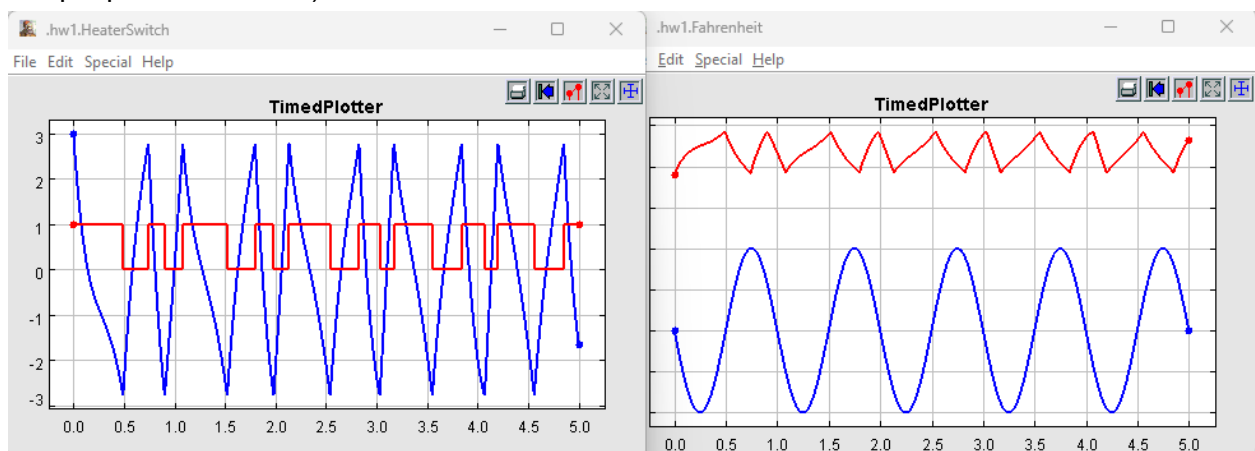 .hw1.HeaterSwitch
File Edit Special Help
TimedPlotter
3
2
1
0
-1
-2
-3
0.0 0.5 1.0 1.5 2.0 2.5 3.0 3.5 4.0 4.5 5.0
.hw1.Fahrenheit
Edit Special Help
TimedPlotter
0.0 0.5 1.0 1.5 2.0 2.5 3.0 3.5 4.0 4.5 5.0